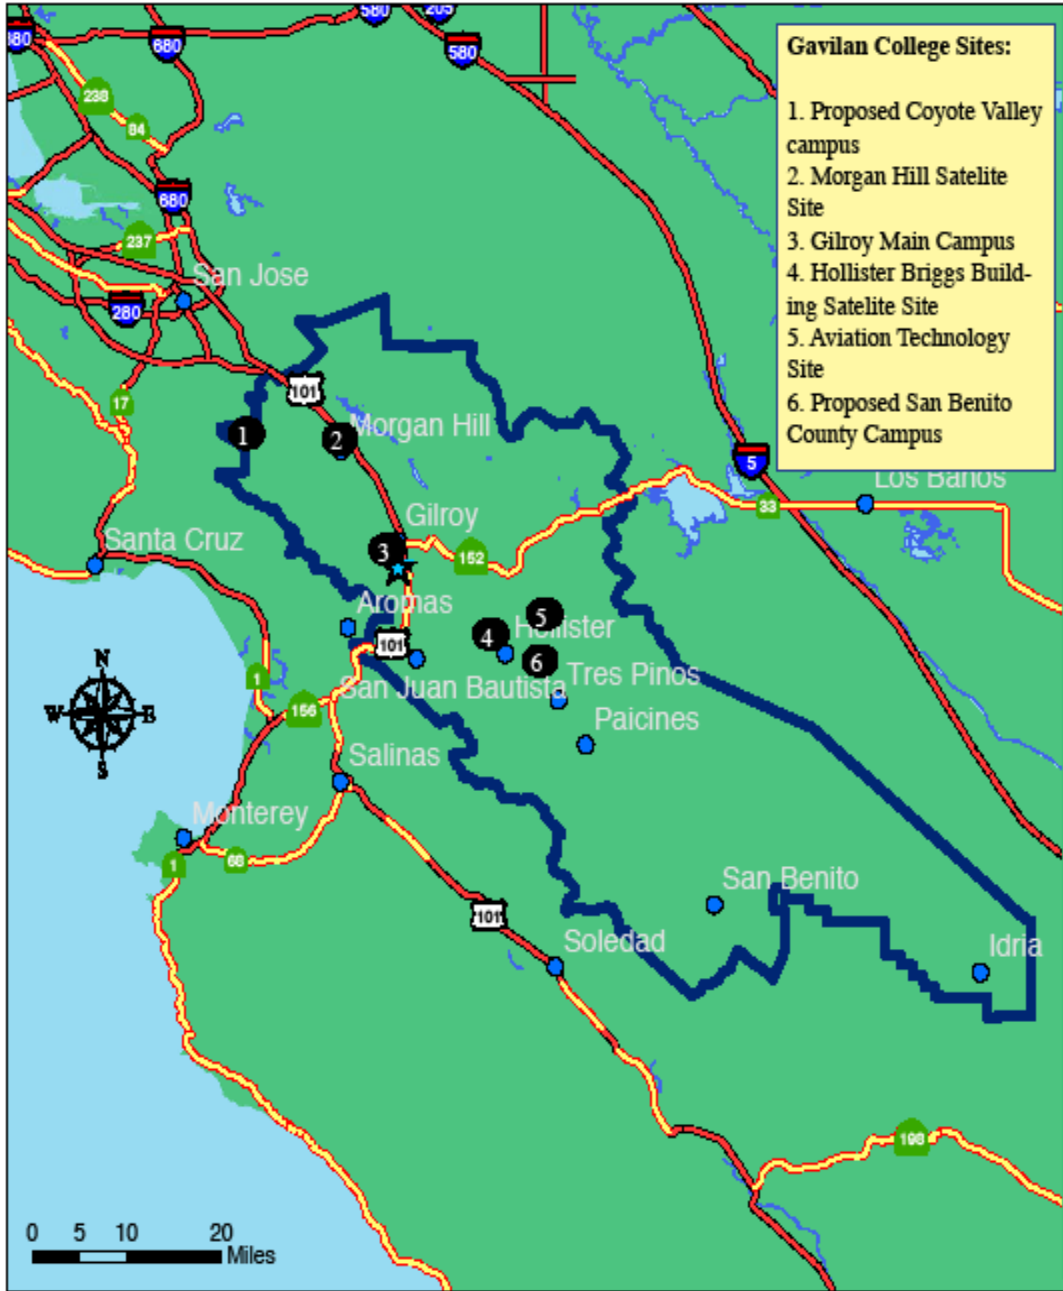 580
205
680
680
580
Gavilan College Sites:
1. Proposed Coyote Valley
campus
2. Morgan Hill Satelite
Site
3. Gilroy Main Campus
4. Hollister Briggs Build-
ing Satelite Site
5. Aviation Technology
Site
6. Proposed San Benito
County Campus
238
84
680
237
San Jose
280
101
17
1
2
Morgan Hill
5
Los Banos
33
Gilroy
Santa Cruz
3
152
Aromas
5
4
Hollister
101
6
Tres Pinos
N
1
San Juan Bautista
W
E
156
Paicines
S
Salinas
Monterey
68
1
San Benito
101
Soledad
Idria
198
0 5 10 20
Miles